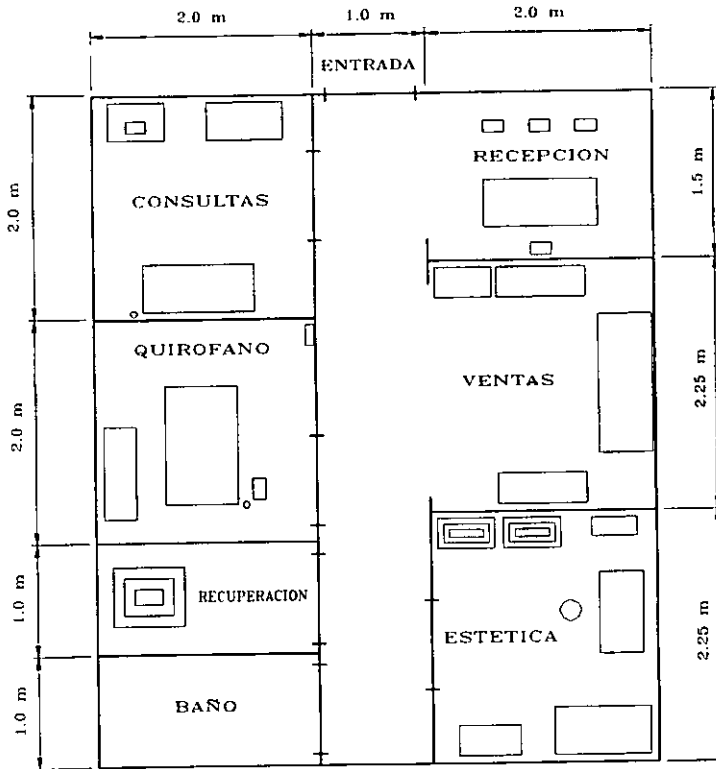 2.0 m
1.0 m
2.0 m
ENTRADA
RECEPCION
CONSULTAS
2.0 m
1.5 m
QUIROFANO
VENTAS
2.0 m
2.25 m
RECUPERACION
ESTETICA
1.0 m
2.25 m
BAÑO
1.0 m